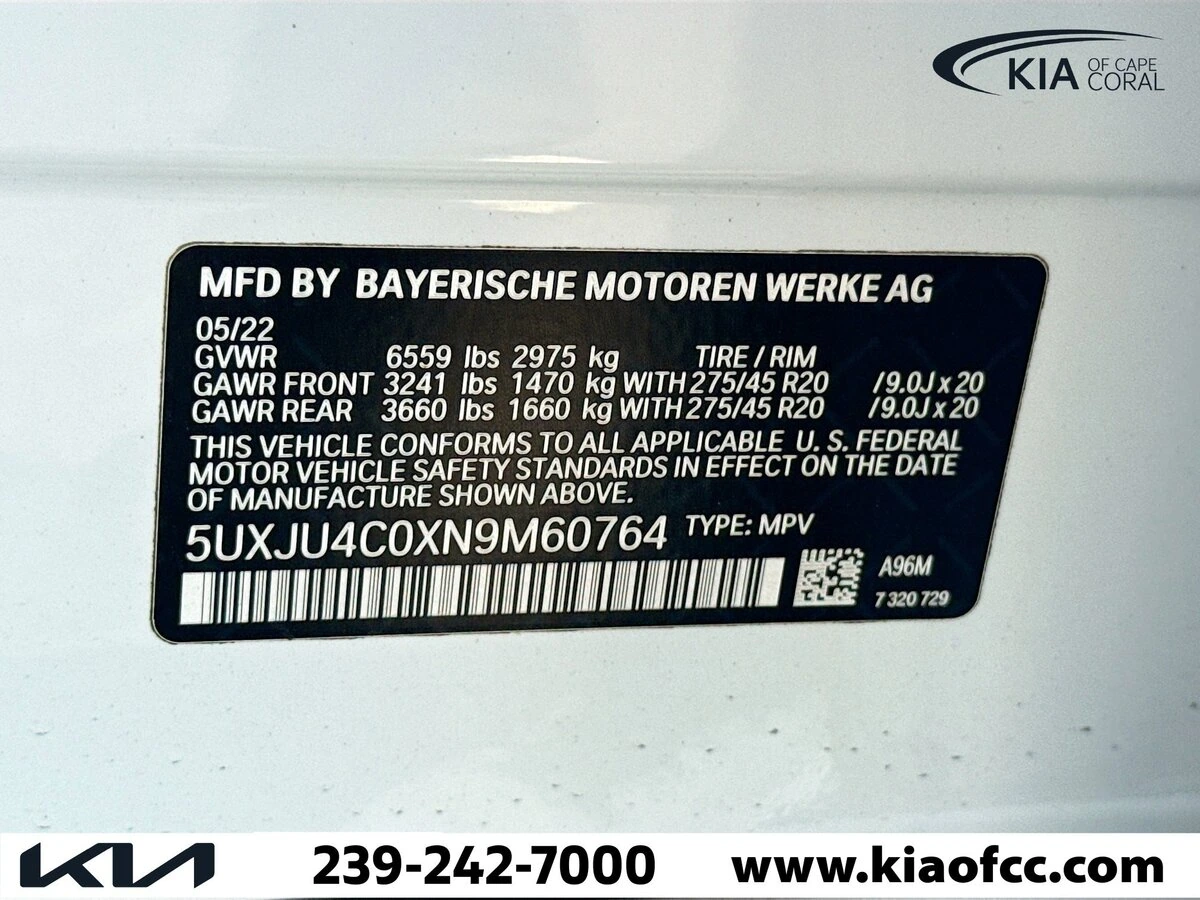 KIA OF CAPE CORAL
MFD BY BAYERISCHE MOTOREN WERKE AG
05/22
GVWR 6559 lbs 2975 kg TIRE / RIM
GAWR FRONT 3241 lbs 1470 kg WITH 275/45 R20 /9.0J x 20
GAWR REAR 3660 lbs 1660 kg WITH 275/45 R20 /9.0J x 20
THIS VEHICLE CONFORMS TO ALL APPLICABLE U. S. FEDERAL
MOTOR VEHICLE SAFETY STANDARDS IN EFFECT ON THE DATE
OF MANUFACTURE SHOWN ABOVE.
5UXJU4C0XN9M60764 TYPE: MPV
A96M
7 320 729
KIA 239-242-7000 www.kiaofcc.com